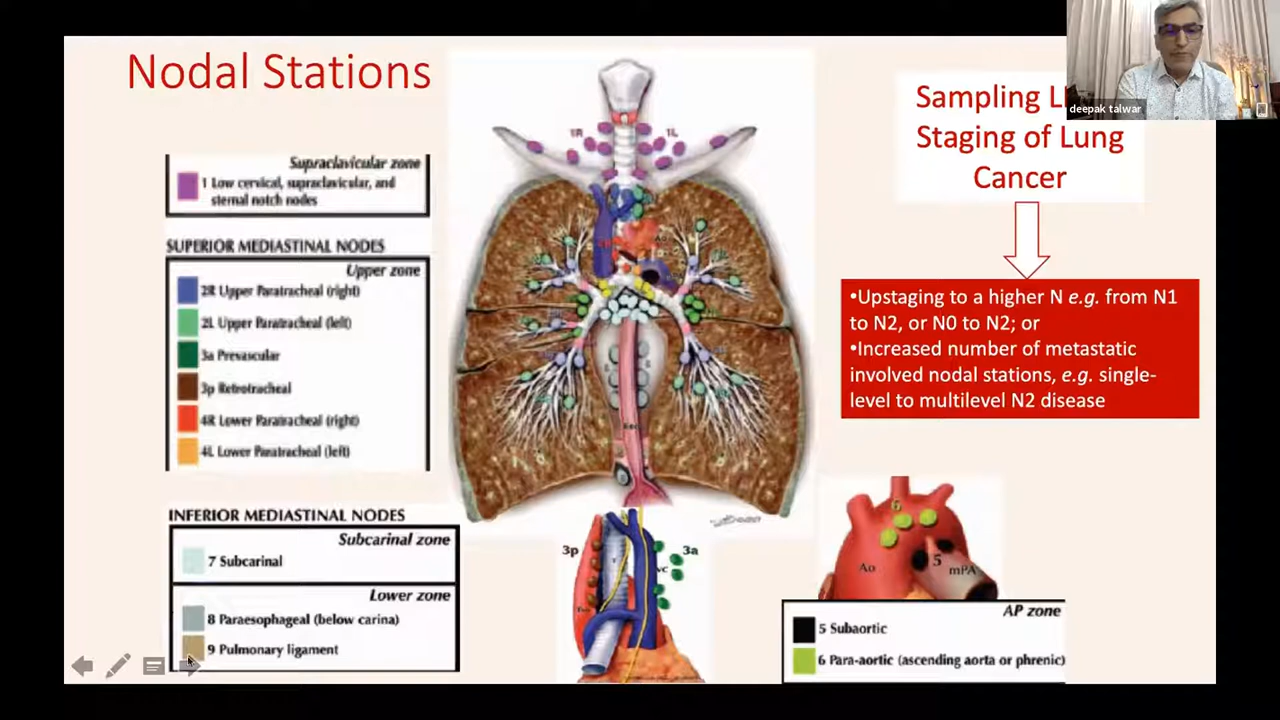 Nodal Stations
Supraclavicular zone
1 Low cervical, supraclavicular, and
sternal notch nodes
SUPERIOR MEDIASTINAL NODES
Upper zone
2R Upper Paratracheal (right)
2L Upper Paratracheal (left)
3a Prevascular
3p Retrotracheal
4R Lower Paratracheal (right)
4L Lower Paratracheal (left)
INFERIOR MEDIASTINAL NODES
Subcarinal zone
7 Subcarinal
Lower zone
8 Paraesophageal (below carina)
9 Pulmonary ligament
1R
1L
Ao
3p
3a
Sampling
Staging of Lung
Cancer
deepak talwar
•Upstaging to a higher N e.g. from N1
to N2, or N0 to N2; or
•Increased number of metastatic
involved nodal stations, e.g. single-
level to multilevel N2 disease
6
5
Ao
mPA
AP zone
5 Subaortic
6 Para-aortic (ascending aorta or phrenic)